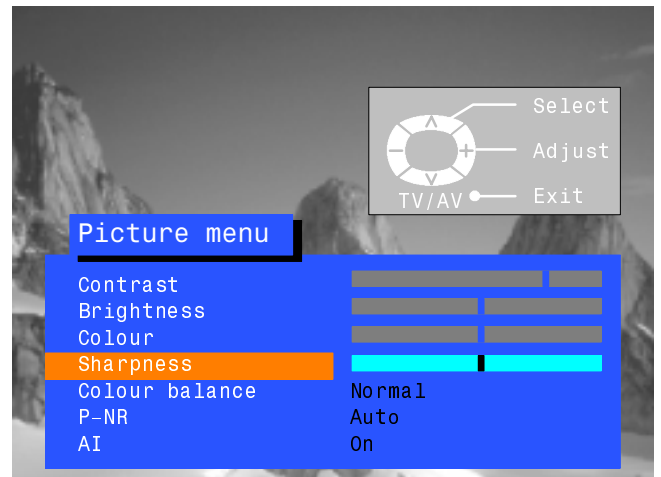 Select
Adjust
TV/AV Exit
Picture menu
Contrast
Brightness
Colour
Sharpness
Colour balance Normal
P-NR Auto
AI On